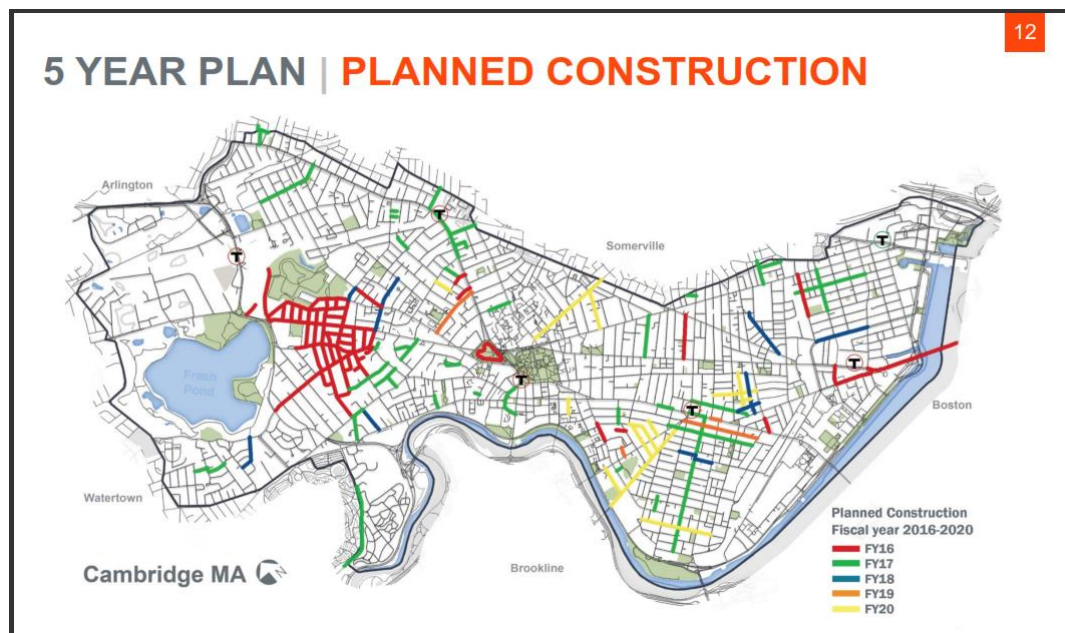 12
5 YEAR PLAN | PLANNED CONSTRUCTION
Arlington
T
T
Somerville
T
Fresh
Pond
T
T
T
Boston
Watertown
Brookline
Planned Construction
Fiscal year 2016-2020
FY16
FY17
FY18
FY19
FY20
Cambridge MA
N